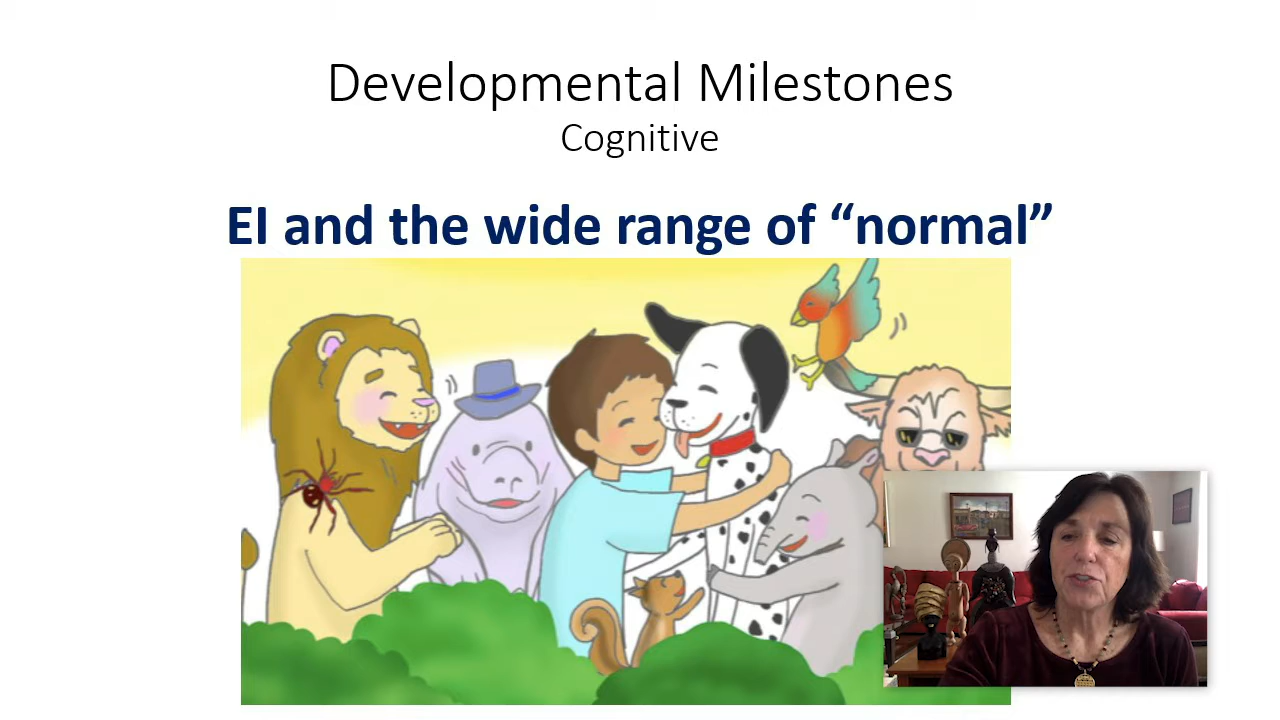 Developmental Milestones
Cognitive
EI and the wide range of “normal”